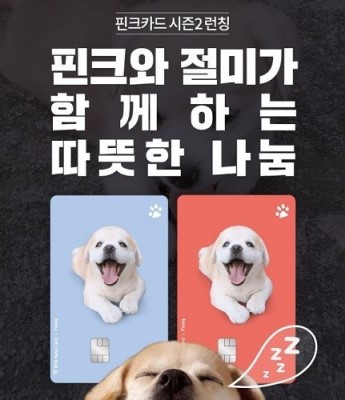 핀크카드 시즌2 런칭
핀크와 절미가
함께하는
따뜻한 나눔
z z z